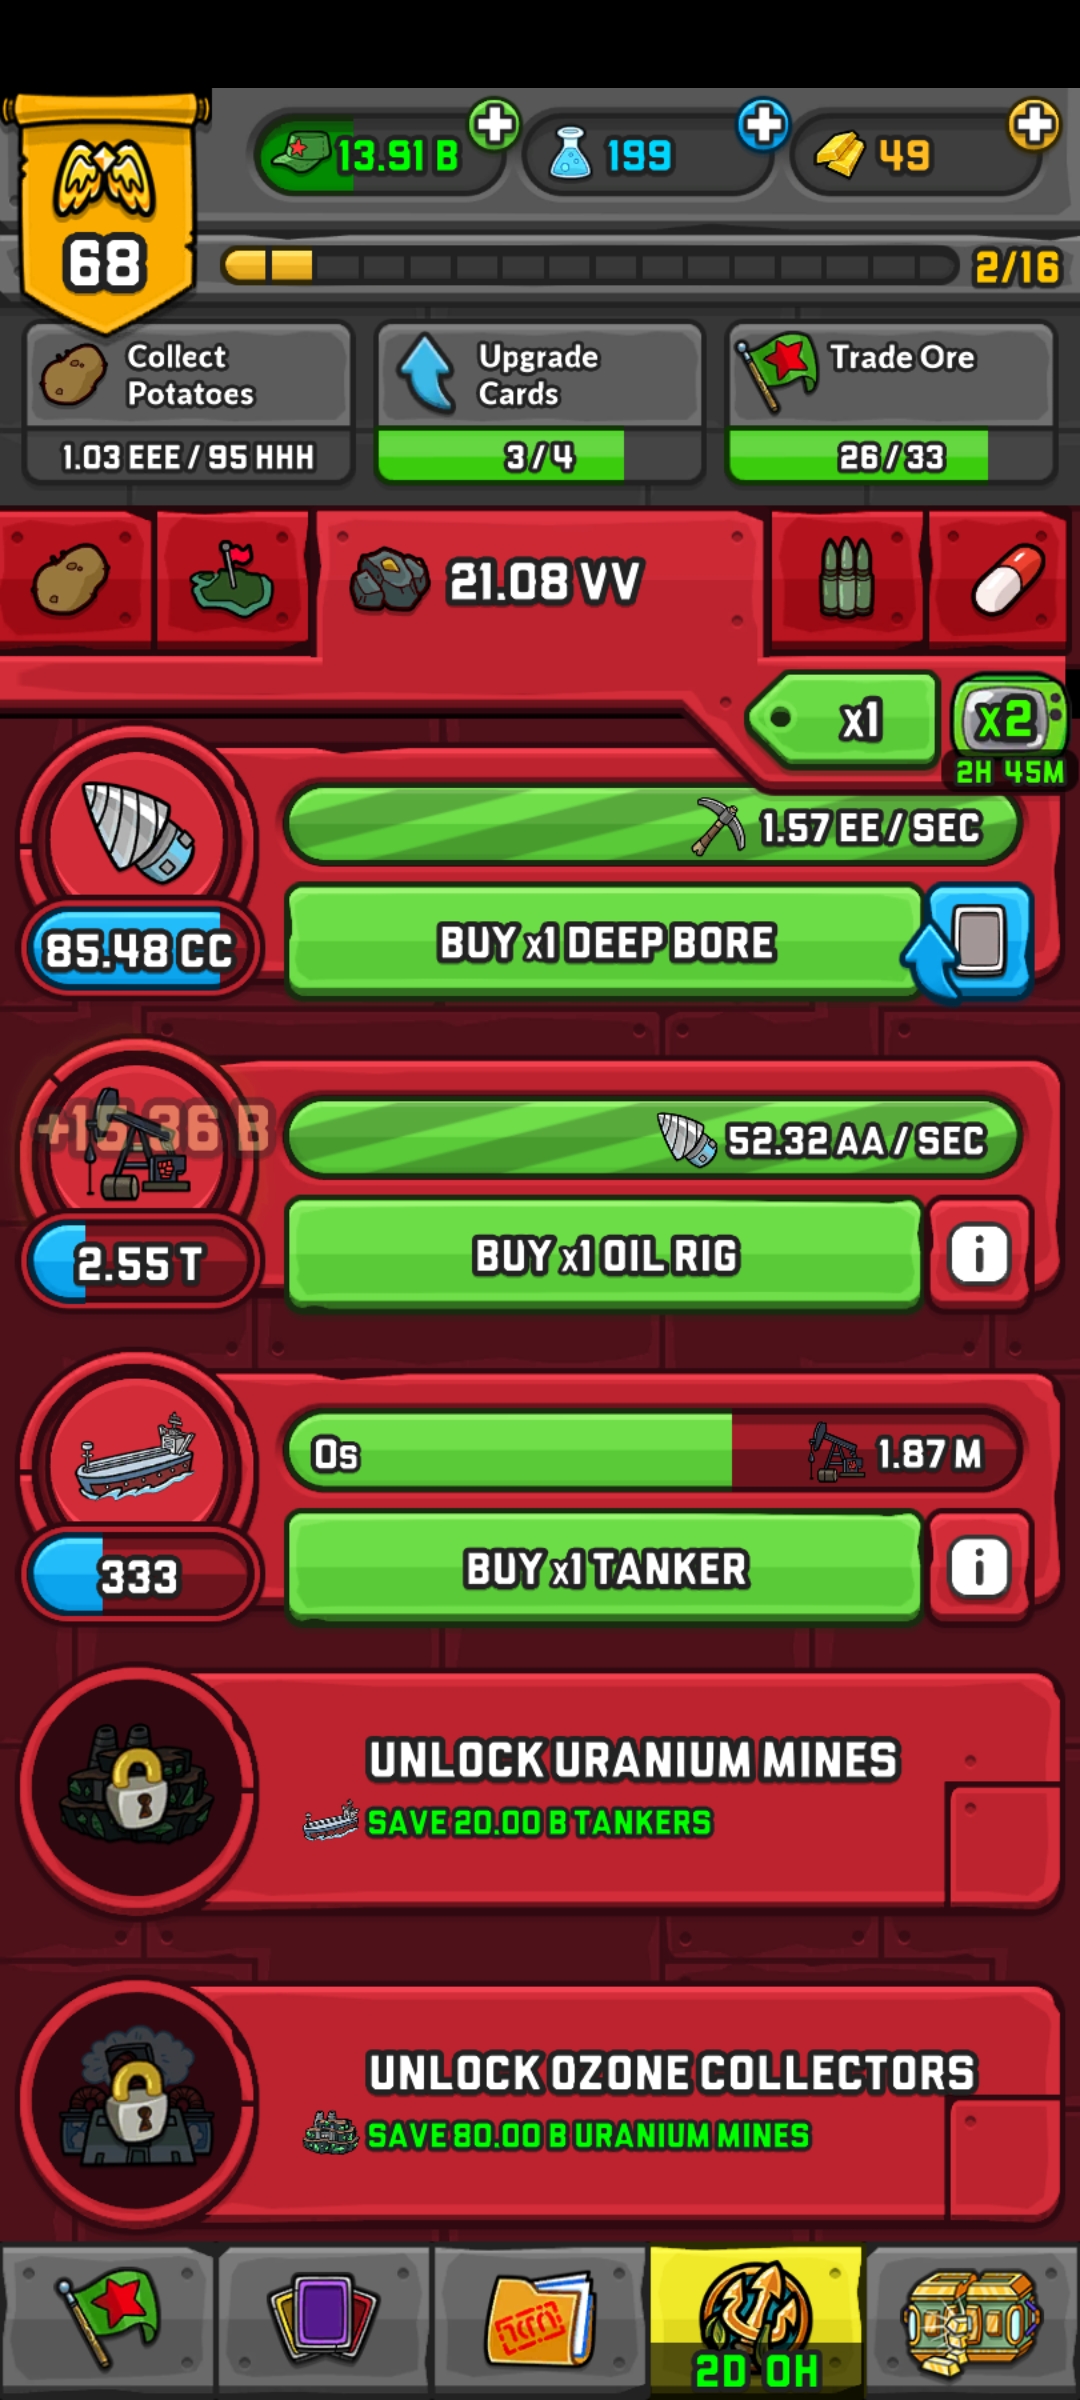 68
13.91 B
199
49
2/16
Collect
Potatoes
1.03 EEE / 95 HHH
Upgrade
Cards
3/4
Trade Ore
26/33
21.08 VV
x1
x2
2H 45M
1.57 EE / SEC
85.48 CC
BUY x1 DEEP BORE
+15.36 B
52.32 AA / SEC
2.55 T
BUY x1 OIL RIG
i
0s
1.87 M
333
BUY x1 TANKER
i
UNLOCK URANIUM MINES
SAVE 20.00 B TANKERS
UNLOCK OZONE COLLECTORS
SAVE 80.00 B URANIUM MINES
2D 0H